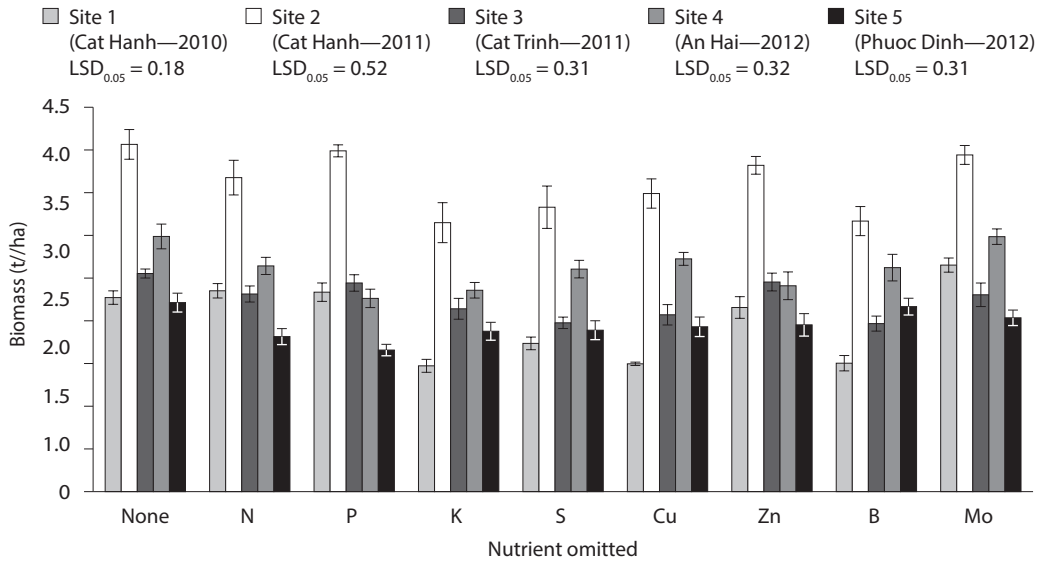 Site 1
(Cat Hanh—2010)
LSD0.05 = 0.18
Site 2
(Cat Hanh—2011)
LSD0.05 = 0.52
Site 3
(Cat Trinh—2011)
LSD0.05 = 0.31
Site 4
(An Hai—2012)
LSD0.05 = 0.32
Site 5
(Phuoc Dinh—2012)
LSD0.05 = 0.31
Biomass (t//ha)
4.5
4.0
3.5
3.0
2.5
2.0
1.5
1.0
0
None N P K S Cu Zn B Mo
Nutrient omitted